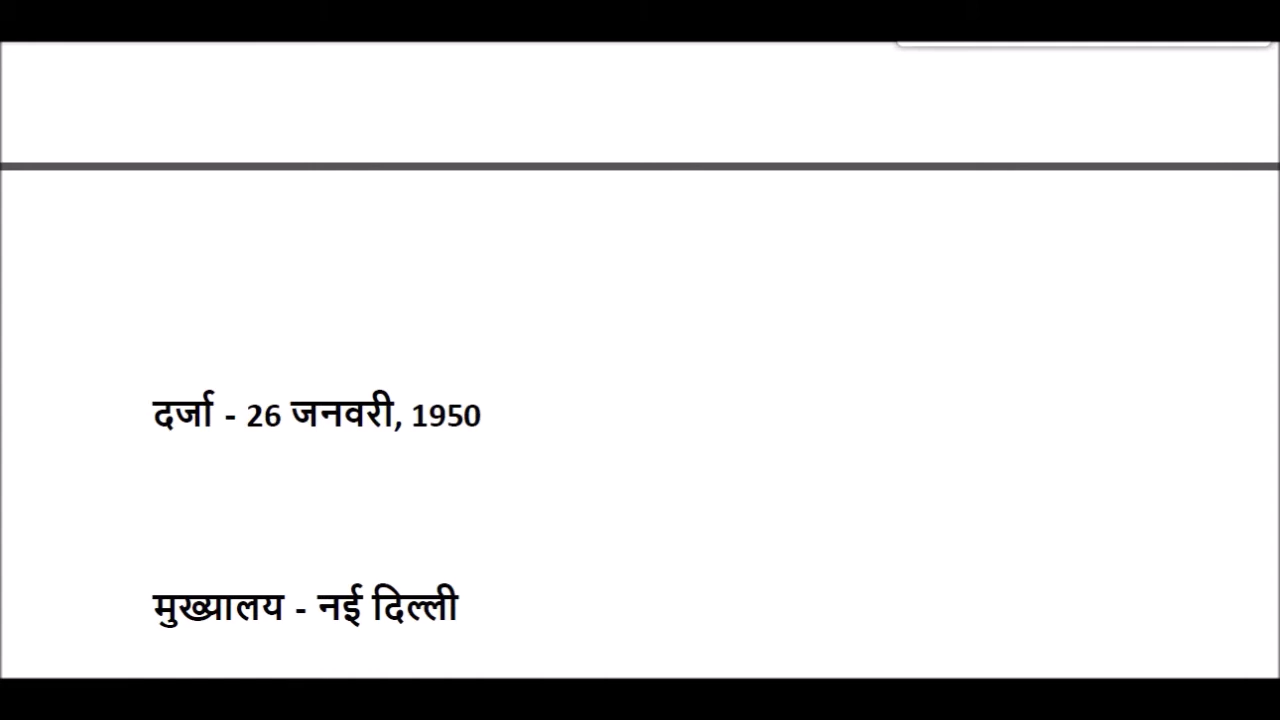 दर्जा - 26 जनवरी, 1950
मुख्यालय - नई दिल्ली